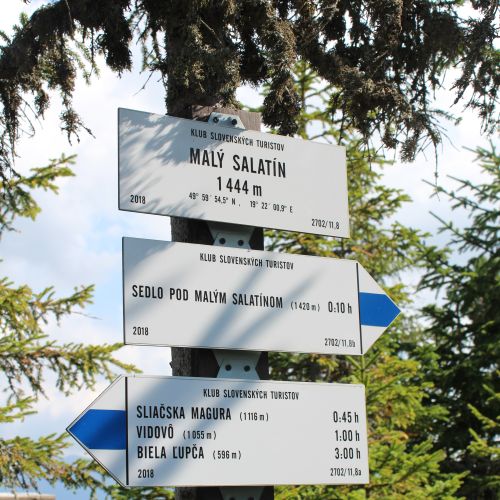 KLUB SLOVENSKÝCH TURISTOV
MALÝ SALATÍN
1444 m
49° 59´54,5" N , 19° 22´00,9" E
2018 2702/11,8
KLUB SLOVENSKÝCH TURISTOV
SEDLO POD MALÝM SALATÍNOM (1420 m) 0:10 h
2018 2702/11,8b
KLUB SLOVENSKÝCH TURISTOV
SLIAČSKA MAGURA (1116 m) 0:45 h
VIDOVÔ (1055 m) 1:00 h
BIELA ĽUPČA (596 m) 3:00 h
2018 2702/11,8a